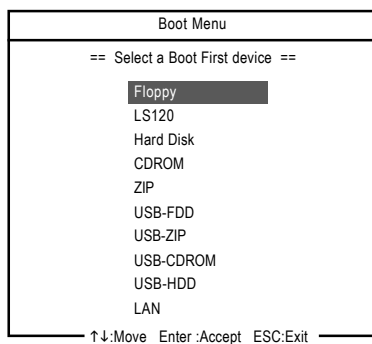 Boot Menu
== Select a Boot First device ==
Floppy
LS120
Hard Disk
CDROM
ZIP
USB-FDD
USB-ZIP
USB-CDROM
USB-HDD
LAN
↑↓:Move Enter :Accept ESC:Exit